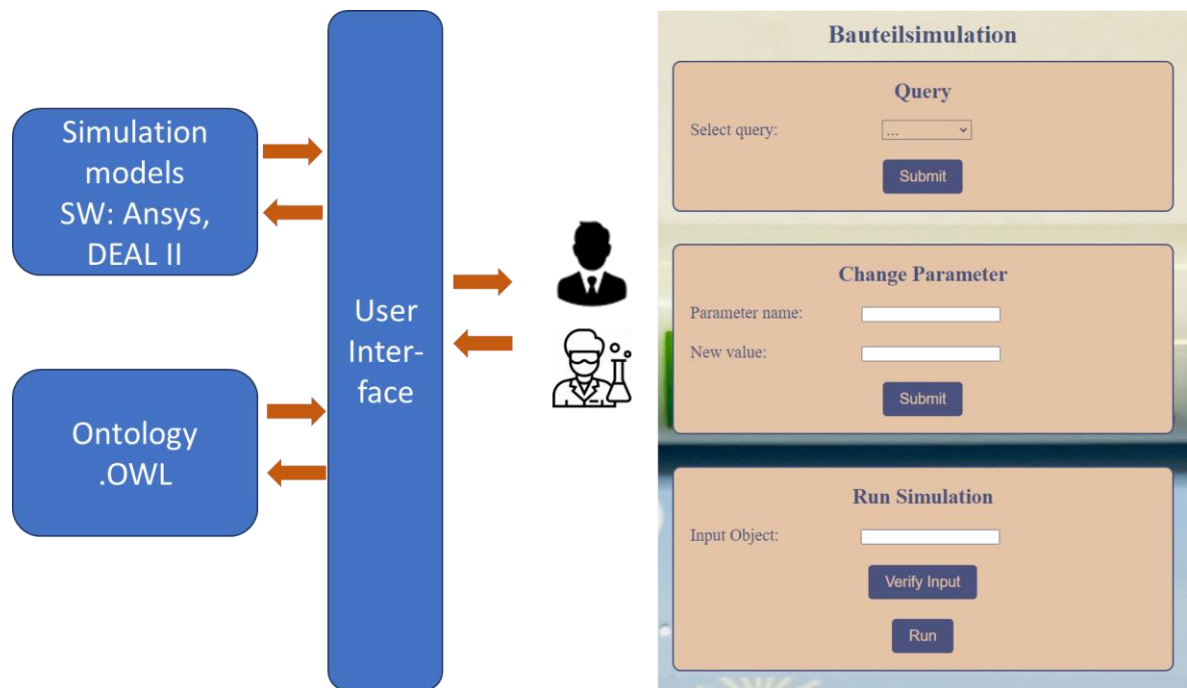 Simulation
models
SW: Ansys,
DEAL II
Ontology
.OWL
User
Inter-
face
Bauteilsimulation
Query
Select query:
...
Submit
Change Parameter
Parameter name:
New value:
Submit
Run Simulation
Input Object:
Verify Input
Run